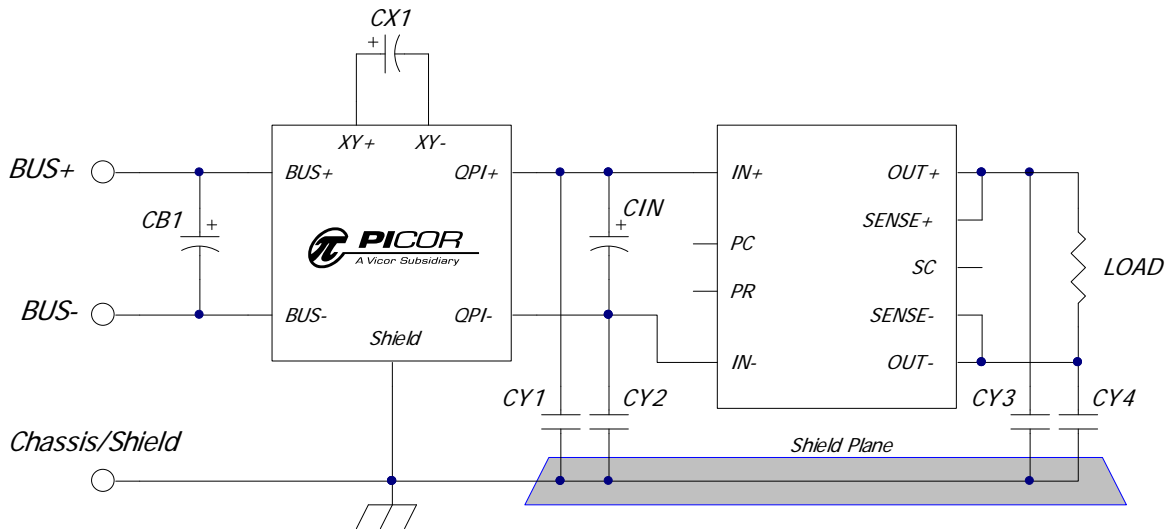 CX1
+
XY+ XY-
BUS+
BUS+
QPI+
IN+
OUT+
CB1
+
CIN
+
PICOR
A Vicor Subsidiary
SENSE+
PC
SC
LOAD
PR
BUS-
BUS-
QPI-
SENSE-
Shield
IN-
OUT-
CY1
CY2
CY3
CY4
Chassis/Shield
Shield Plane